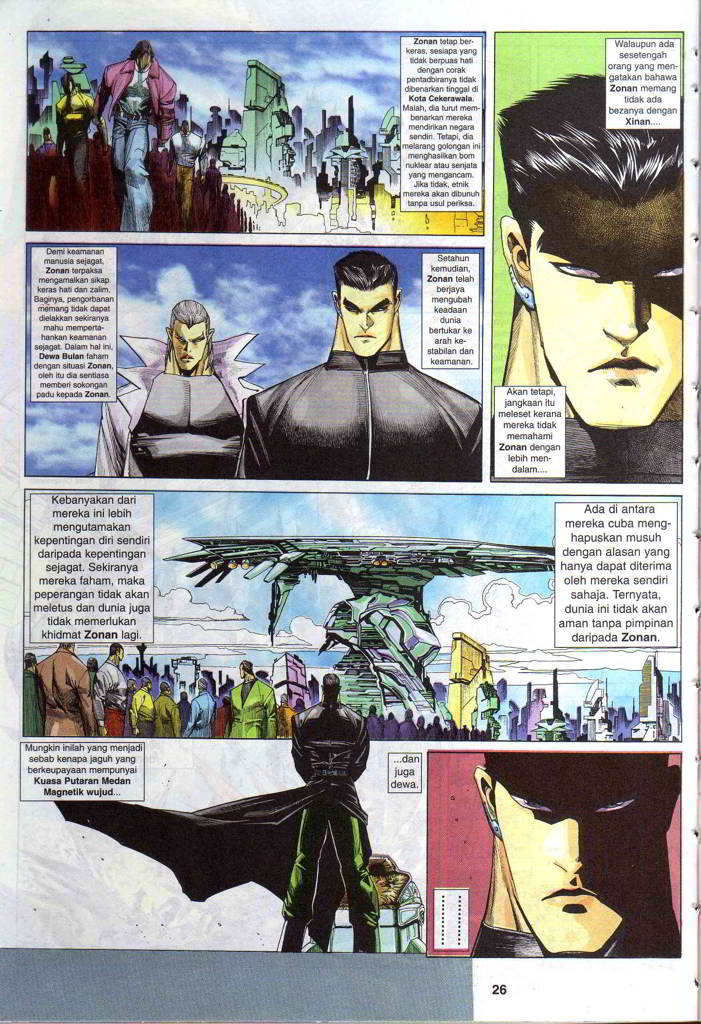 Zonan tetap ber-
keras, sesiapa yang
tidak berpuas hati
dengan corak
pentadbiranya tidak
dibenarkan tinggal di
Kota Cekerawala.
Malah, dia turut mem-
benarkan mereka
mendirikan negara
sendiri. Tetapi, dia
melarang golongan ini
menghasilkan bom
nuklear atau senjata
yang mengancam.
Jika tidak, etnik
mereka akan dibunuh
tanpa usul periksa.
Walaupun ada
sesetengah
orang yang men-
gatakan bahawa
Zonan memang
tidak ada
bezanya dengan
Xinan....
Demi keamanan
manusia sejagat,
Zonan terpaksa
mengamalkan sikap
keras hati dan zalim.
Baginya, pengorbanan
memang tidak dapat
dielakkan sekiranya
mahu memperta-
hankan keamanan
sejagat. Dalam hal ini,
Dewa Bulan faham
dengan situasi Zonan,
oleh itu dia sentiasa
memberi sokongan
padu kepada Zonan.
Setahun
kemudian,
Zonan telah
berjaya
mengubah
keadaan
dunia
bertukar ke
arah ke-
stabilan dan
keamanan.
Akan tetapi,
jangkaan itu
meleset kerana
mereka tidak
memahami
Zonan dengan
lebih men-
dalam....
Kebanyakan dari
mereka ini lebih
mengutamakan
kepentingan diri sendiri
daripada kepentingan
sejagat. Sekiranya
mereka faham, maka
peperangan tidak akan
meletus dan dunia juga
tidak memerlukan
khidmat Zonan lagi.
Ada di antara
mereka cuba meng-
hapuskan musuh
dengan alasan yang
hanya dapat diterima
oleh mereka sendiri
sahaja. Ternyata,
dunia ini tidak akan
aman tanpa pimpinan
daripada Zonan.
Mungkin inilah yang menjadi
sebab kenapa jaguh yang
berkeupayaan mempunyai
Kuasa Putaran Medan
Magnetik wujud...
...dan
juga
dewa.
26